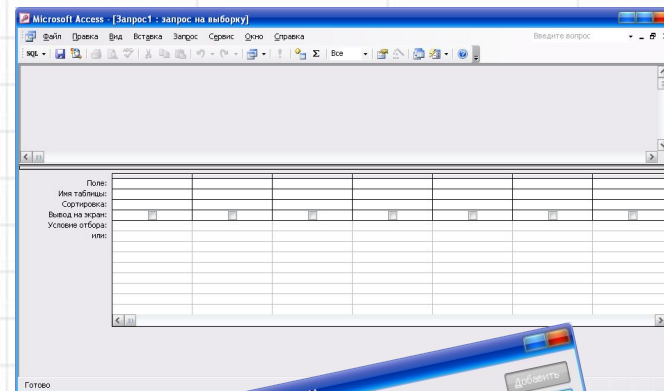 Microsoft Access - [Запрос1 : запрос на выборку]
Файл Правка Вид Вставка Запрос Сервис Окно Справка Введите вопрос
SQL Все
Поле:
Имя таблицы:
Сортировка:
Вывод на экран:
Условие отбора:
или:
Готово
Добавить